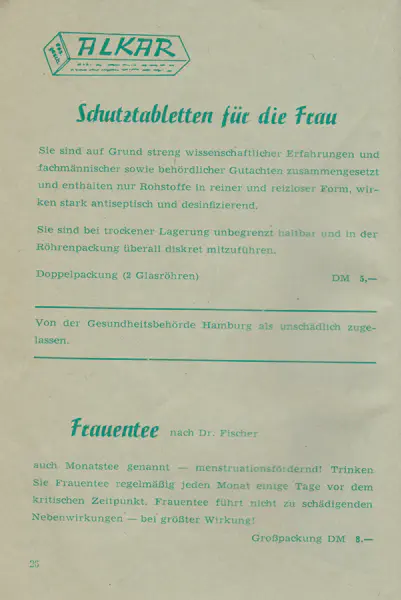 ALKAR
Schutztabletten für die Frau
Sie sind auf Grund streng wissenschaftlicher Erfahrungen und
fachmännischer sowie behördlicher Gutachten zusammengesetzt
und enthalten nur Rohstoffe in reiner und reizloser Form, wir-
ken stark antiseptisch und desinfizierend.
Sie sind bei trockener Lagerung unbegrenzt haltbar und in der
Röhrenpackung überall diskret mitzuführen.
Doppelpackung (2 Glasröhren) DM 5,—
Von der Gesundheitsbehörde Hamburg als unschädlich zuge-
lassen.
Frauentee nach Dr. Fischer
auch Monatstee genannt — menstruationsfördernd! Trinken
Sie Frauentee regelmäßig jeden Monat einige Tage vor dem
kritischen Zeitpunkt. Frauentee führt nicht zu schädigenden
Nebenwirkungen — bei größter Wirkung!
Großpackung DM 8.—
26